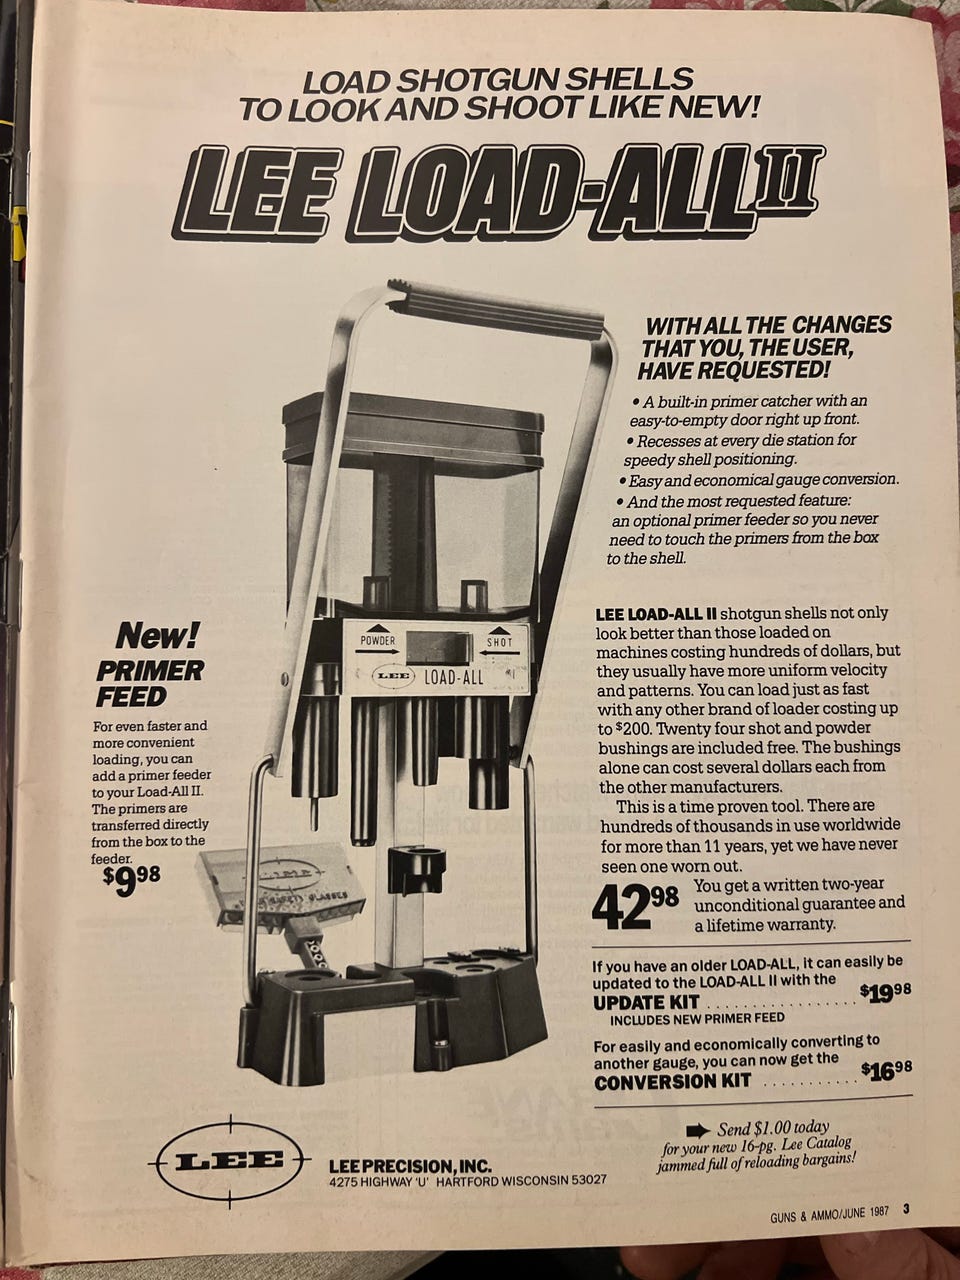 LOAD SHOTGUN SHELLS
TO LOOK AND SHOOT LIKE NEW!
LEE LOAD-ALL II
WITH ALL THE CHANGES
THAT YOU, THE USER,
HAVE REQUESTED!
• A built-in primer catcher with an
easy-to-empty door right up front.
• Recesses at every die station for
speedy shell positioning.
• Easy and economical gauge conversion.
• And the most requested feature:
an optional primer feeder so you never
need to touch the primers from the box
to the shell.
POWDER
SHOT
LEE LOAD-ALL
New!
PRIMER
FEED
For even faster and
more convenient
loading, you can
add a primer feeder
to your Load-All II.
The primers are
transferred directly
from the box to the
feeder.
$9.98
LEE
LEE LOAD-ALL II shotgun shells not only
look better than those loaded on
machines costing hundreds of dollars, but
they usually have more uniform velocity
and patterns. You can load just as fast
with any other brand of loader costing up
to $200. Twenty four shot and powder
bushings are included free. The bushings
alone can cost several dollars each from
the other manufacturers.
This is a time proven tool. There are
hundreds of thousands in use worldwide
for more than 11 years, yet we have never
seen one worn out.
42 98 You get a written two-year
unconditional guarantee and
a lifetime warranty.
If you have an older LOAD-ALL, it can easily be
updated to the LOAD-ALL II with the
UPDATE KIT . . . . . . . . . . . . . . . . . $19 98
INCLUDES NEW PRIMER FEED
For easily and economically converting to
another gauge, you can now get the
CONVERSION KIT . . . . . . . . . . . $16 98
Send $1.00 today
for your new 16-pg. Lee Catalog
jammed full of reloading bargains!
LEE
LEE PRECISION, INC.
4275 HIGHWAY 'U' HARTFORD WISCONSIN 53027
GUNS & AMMO/JUNE 1987 3